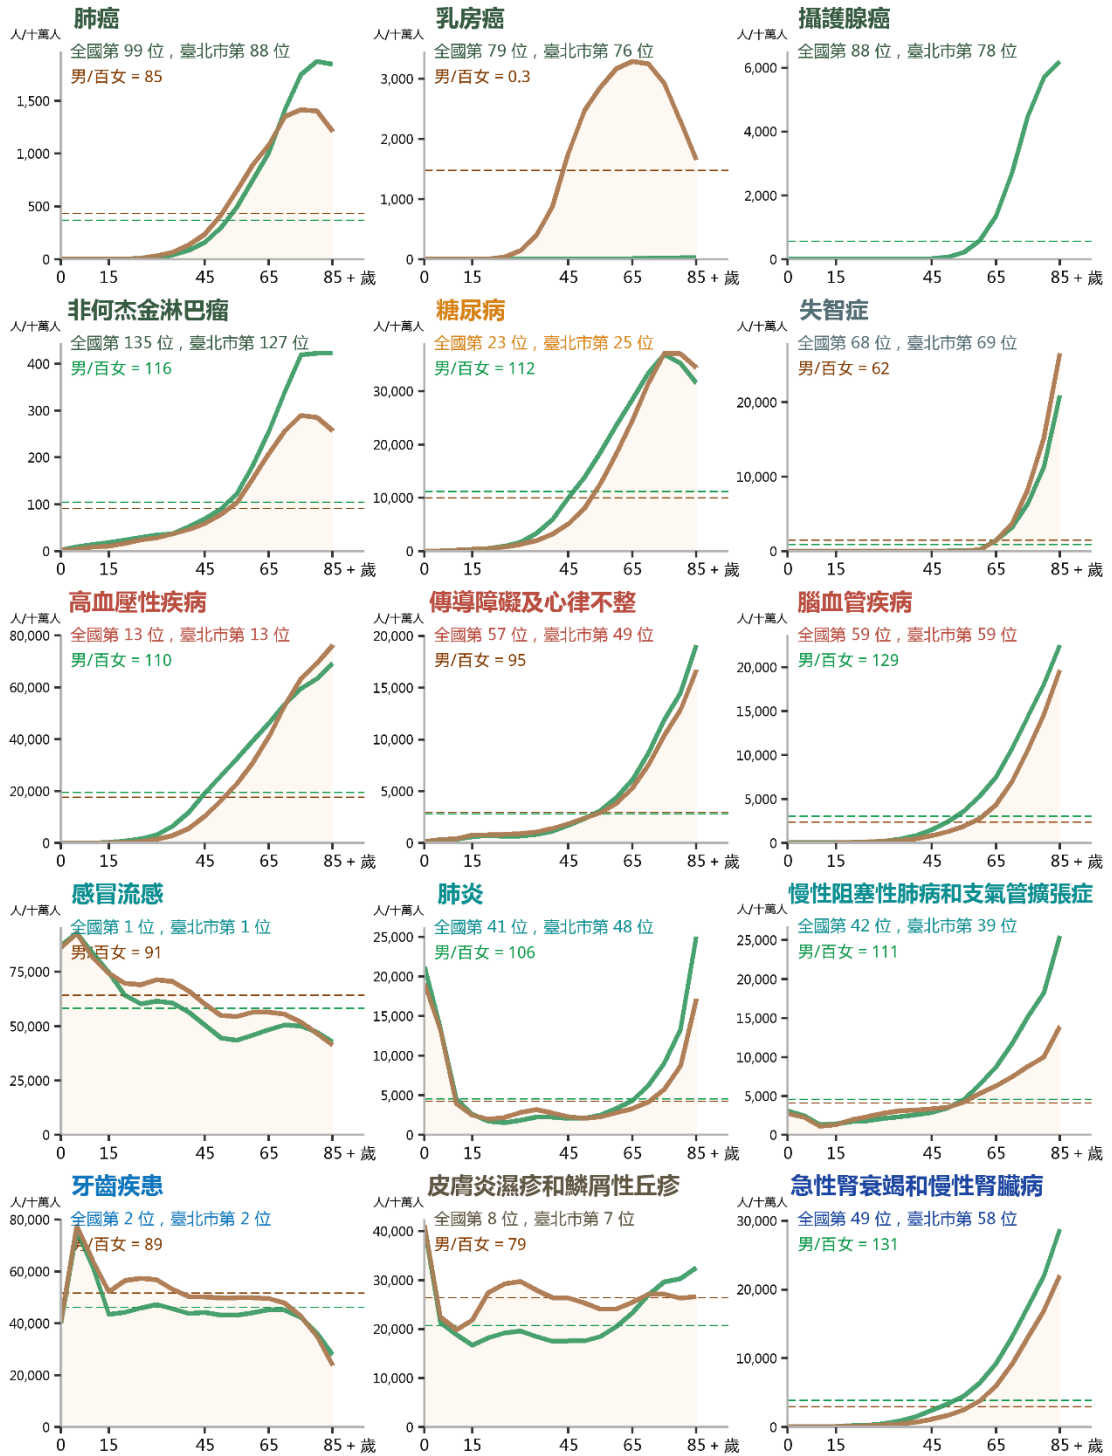 肺癌
人/十萬人
全國第 99 位 , 臺北市第 88 位
男/百女 = 85
1,500
1,000
500
0
0 15 45 65 85 + 歲
乳房癌
人/十萬人
全國第 79 位 , 臺北市第 76 位
男/百女 = 0.3
3,000
2,000
1,000
0
0 15 45 65 85 + 歲
攝護腺癌
人/十萬人
全國第 88 位 , 臺北市第 78 位
6,000
4,000
2,000
0
0 15 45 65 85 + 歲
非何杰金淋巴瘤
人/十萬人
全國第 135 位 , 臺北市第 127 位
男/百女 = 116
400
300
200
100
0
0 15 45 65 85 + 歲
糖尿病
人/十萬人
全國第 23 位 , 臺北市第 25 位
男/百女 = 112
30,000
20,000
10,000
0
0 15 45 65 85 + 歲
失智症
人/十萬人
全國第 68 位 , 臺北市第 69 位
男/百女 = 62
20,000
10,000
0
0 15 45 65 85 + 歲
高血壓性疾病
人/十萬人
全國第 13 位 , 臺北市第 13 位
男/百女 = 110
80,000
60,000
40,000
20,000
0
0 15 45 65 85 + 歲
傳導障礙及心律不整
人/十萬人
全國第 57 位 , 臺北市第 49 位
男/百女 = 95
20,000
15,000
10,000
5,000
0
0 15 45 65 85 + 歲
腦血管疾病
人/十萬人
全國第 59 位 , 臺北市第 59 位
男/百女 = 129
20,000
15,000
10,000
5,000
0
0 15 45 65 85 + 歲
感冒流感
人/十萬人
全國第 1 位 , 臺北市第 1 位
男/百女 = 91
75,000
50,000
25,000
0
0 15 45 65 85 + 歲
肺炎
人/十萬人
全國第 41 位 , 臺北市第 48 位
男/百女 = 106
25,000
20,000
15,000
10,000
5,000
0
0 15 45 65 85 + 歲
慢性阻塞性肺病和支氣管擴張症
人/十萬人
全國第 42 位 , 臺北市第 39 位
男/百女 = 111
25,000
20,000
15,000
10,000
5,000
0
0 15 45 65 85 + 歲
牙齒疾患
人/十萬人
全國第 2 位 , 臺北市第 2 位
男/百女 = 89
80,000
60,000
40,000
20,000
0
0 15 45 65 85 + 歲
皮膚炎濕疹和鱗屑性丘疹
人/十萬人
全國第 8 位 , 臺北市第 7 位
男/百女 = 79
40,000
30,000
20,000
10,000
0
0 15 45 65 85 + 歲
急性腎衰竭和慢性腎臟病
人/十萬人
全國第 49 位 , 臺北市第 58 位
男/百女 = 131
30,000
20,000
10,000
0
0 15 45 65 85 + 歲